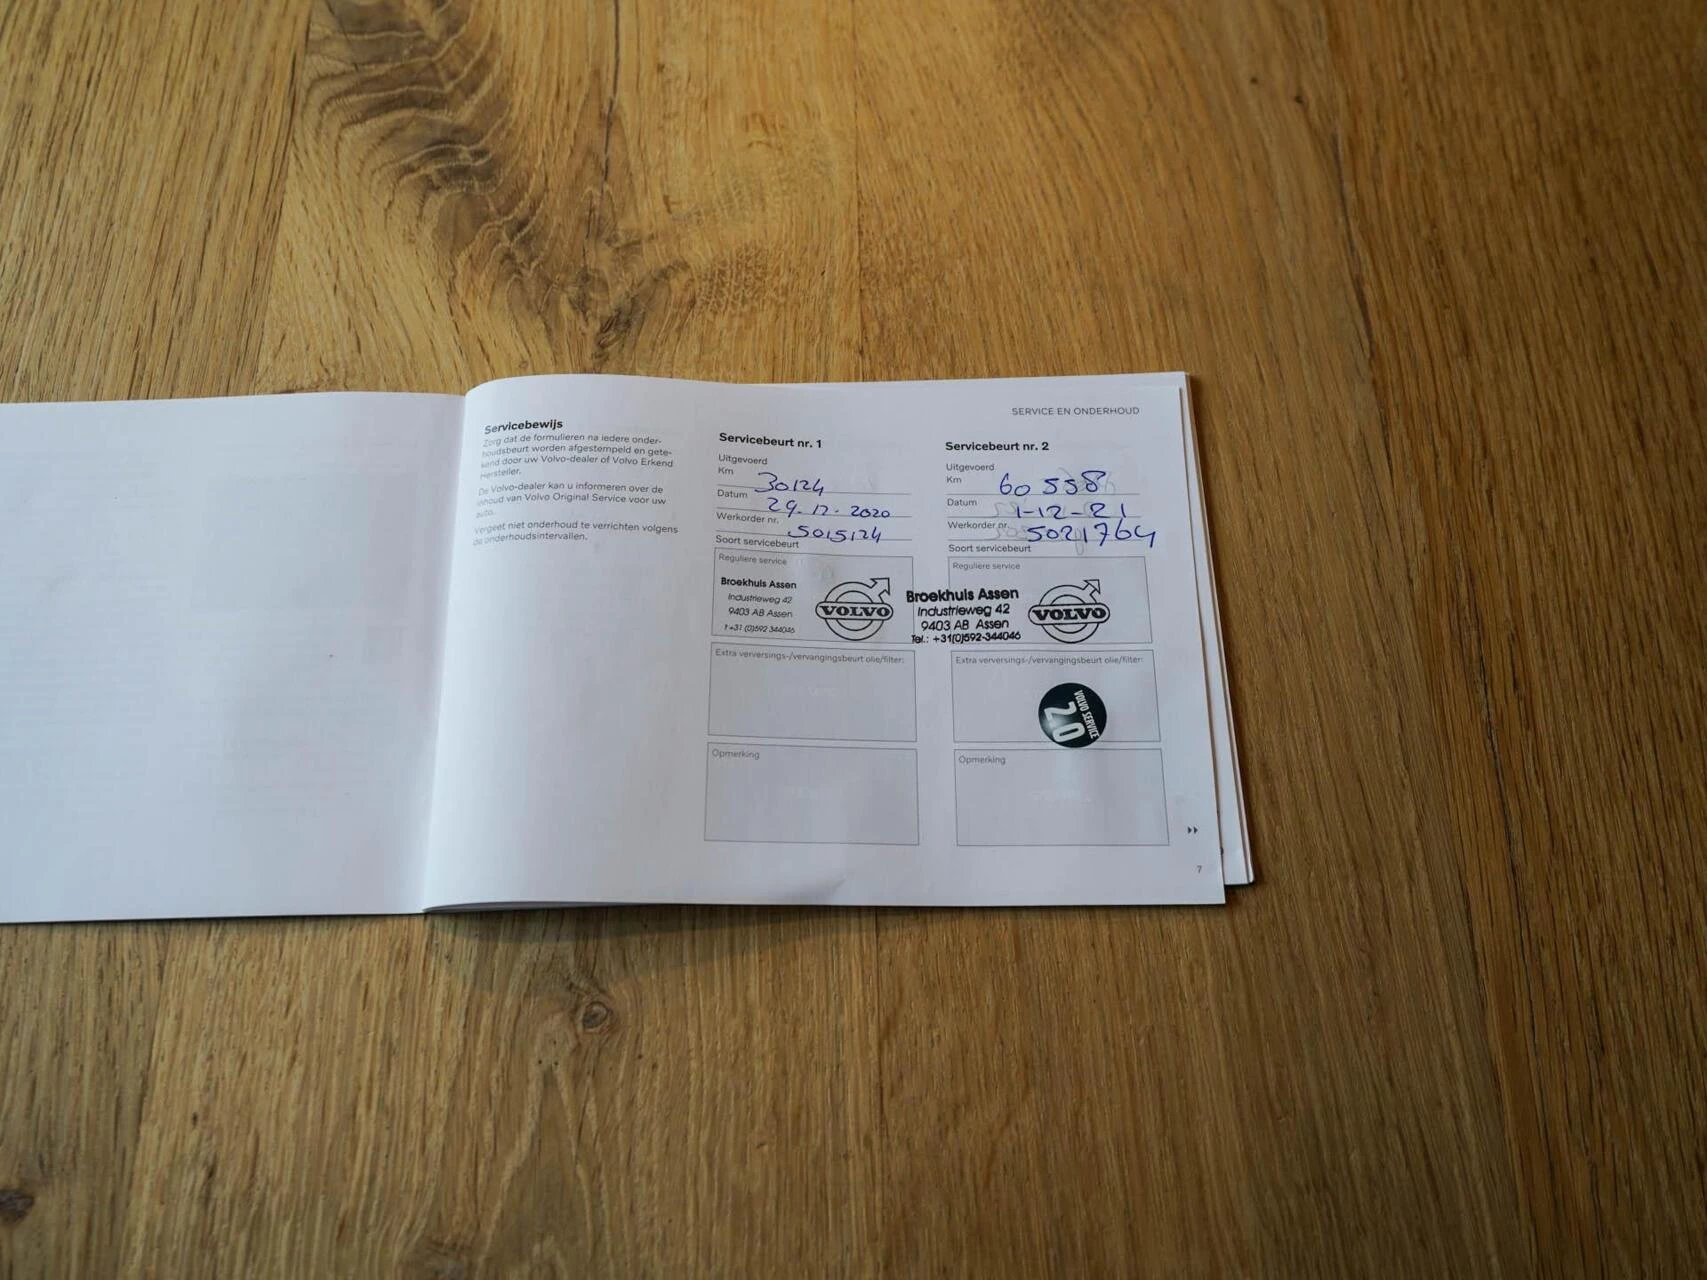 SERVICE EN ONDERHOUD
Servicebewijs
Zorg dat de formulieren na iedere onder-
houdsbeurt worden afgestempeld en gete-
kend door uw Volvo-dealer of Volvo Erkend
Hersteller.
De Volvo-dealer kan u informeren over de
inhoud van Volvo Original Service voor uw
auto.
Vergeet niet onderhoud te verrichten volgens
de onderhoudsintervallen.
Servicebeurt nr. 1
Uitgevoerd
Km 30124
Datum 29-12-2020
Werkorder nr. 5015124
Soort servicebeurt
Reguliere service
Broekhuis Assen
Industrieweg 42
9403 AB Assen
t +31 (0)592 344046
VOLVO
Extra verversings-/vervangingsbeurt olie/filter:
Opmerking
Servicebeurt nr. 2
Uitgevoerd
Km 60558
Datum 1-12-21
Werkorder nr. 5021764
Soort servicebeurt
Reguliere service
Broekhuis Assen
Industrieweg 42
9403 AB Assen
Tel.: +31(0)592-344046
VOLVO
Extra verversings-/vervangingsbeurt olie/filter:
VOLVO SERVICE
2.0
Opmerking
7